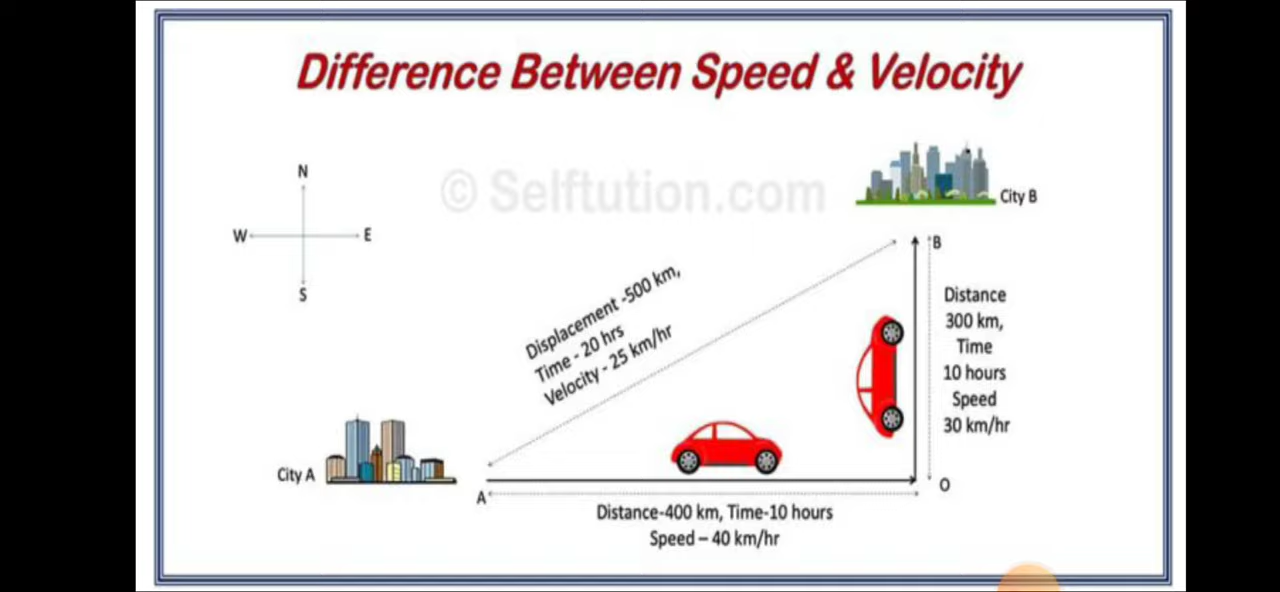 Difference Between Speed & Velocity
© Selftution.com
N
W
E
S
City B
B
Displacement -500 km,
Time - 20 hrs
Velocity - 25 km/hr
Distance
300 km,
Time
10 hours
Speed
30 km/hr
City A
A
O
Distance-400 km, Time-10 hours
Speed – 40 km/hr